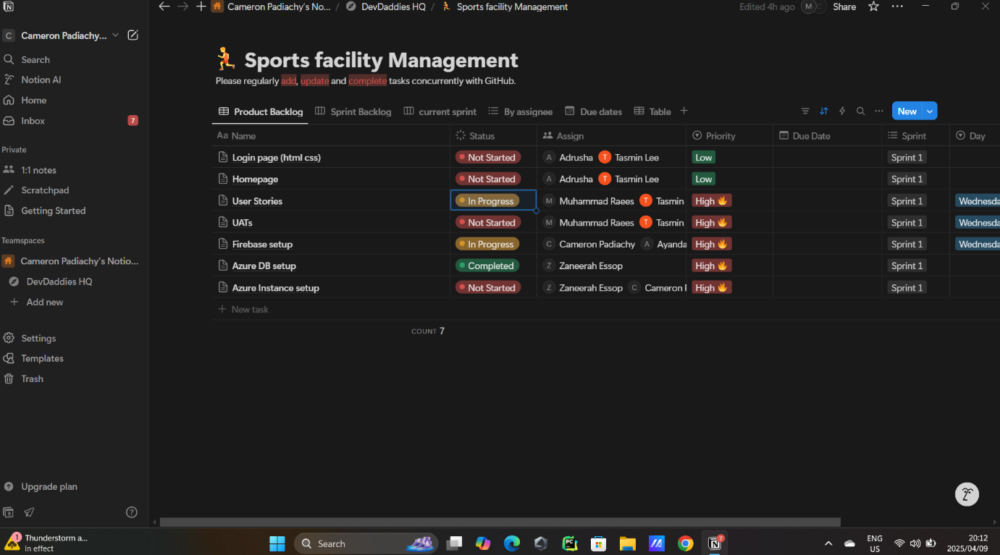 Cameron Padiachy's No... / DevDaddies HQ / Sports facility Management Edited 4h ago M C Share
C Cameron Padiachy...
Search
Notion AI
Home
Inbox 7
Private
1:1 notes
Scratchpad
Getting Started
Teamspaces
Cameron Padiachy's Notio...
DevDaddies HQ
Add new
Settings
Templates
Trash
Upgrade plan
Sports facility Management
Please regularly add, update and complete tasks concurrently with GitHub.
Product Backlog Sprint Backlog current sprint By assignee Due dates Table New
Aa Name Status Assign Priority Due Date Sprint Day
Login page (html css) Not Started A Adrusha T Tasmin Lee Low Sprint 1
Homepage Not Started A Adrusha T Tasmin Lee Low Sprint 1
User Stories In Progress M Muhammad Raees T Tasmin High Sprint 1 Wednesda
UATs Not Started M Muhammad Raees T Tasmin High Sprint 1 Wednesda
Firebase setup In Progress C Cameron Padiachy A Ayanda High Sprint 1 Wednesda
Azure DB setup Completed Z Zaneerah Essop High Sprint 1
Azure Instance setup Not Started Z Zaneerah Essop C Cameron High Sprint 1
New task
COUNT 7
1 Thunderstorm a...
In effect
Search
PC
7
ENG
US
20:12
2025/04/09